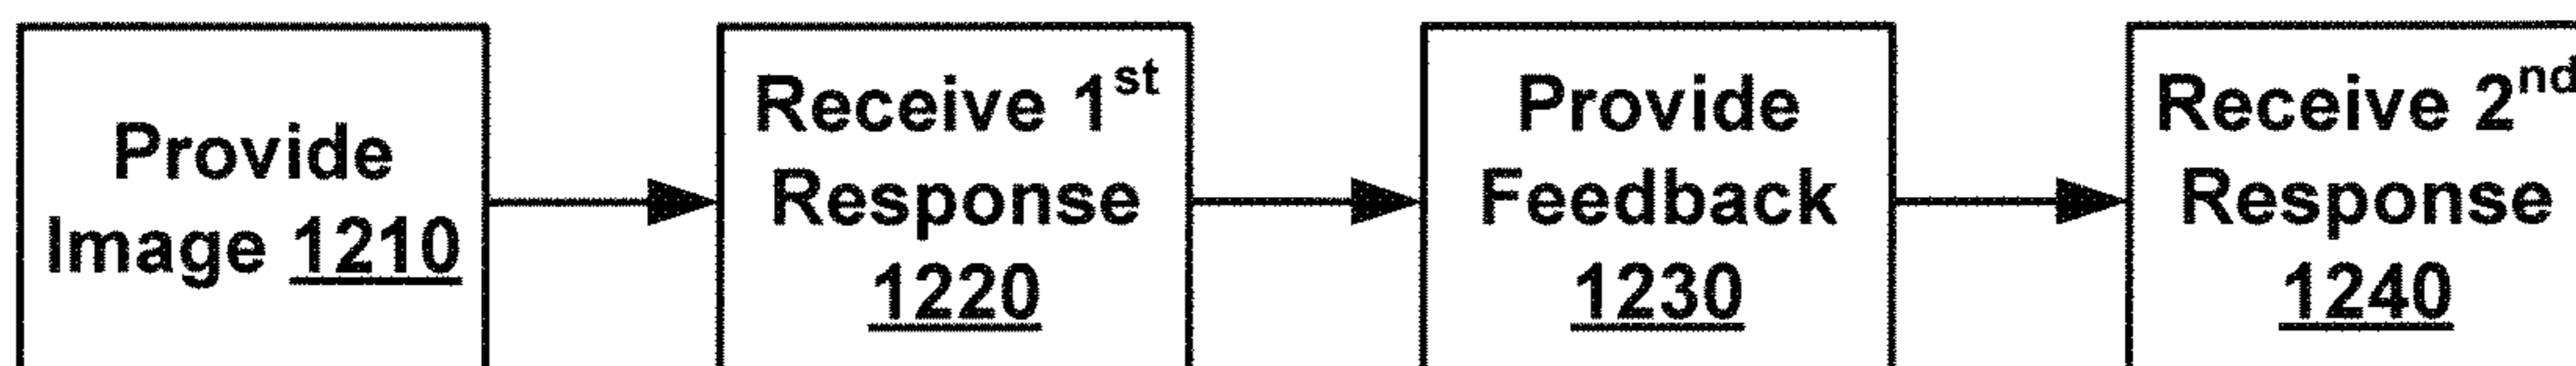 Provide
Image 1210
Receive 1st
Response
1220
Provide
Feedback
1230
Receive 2nd
Response
1240